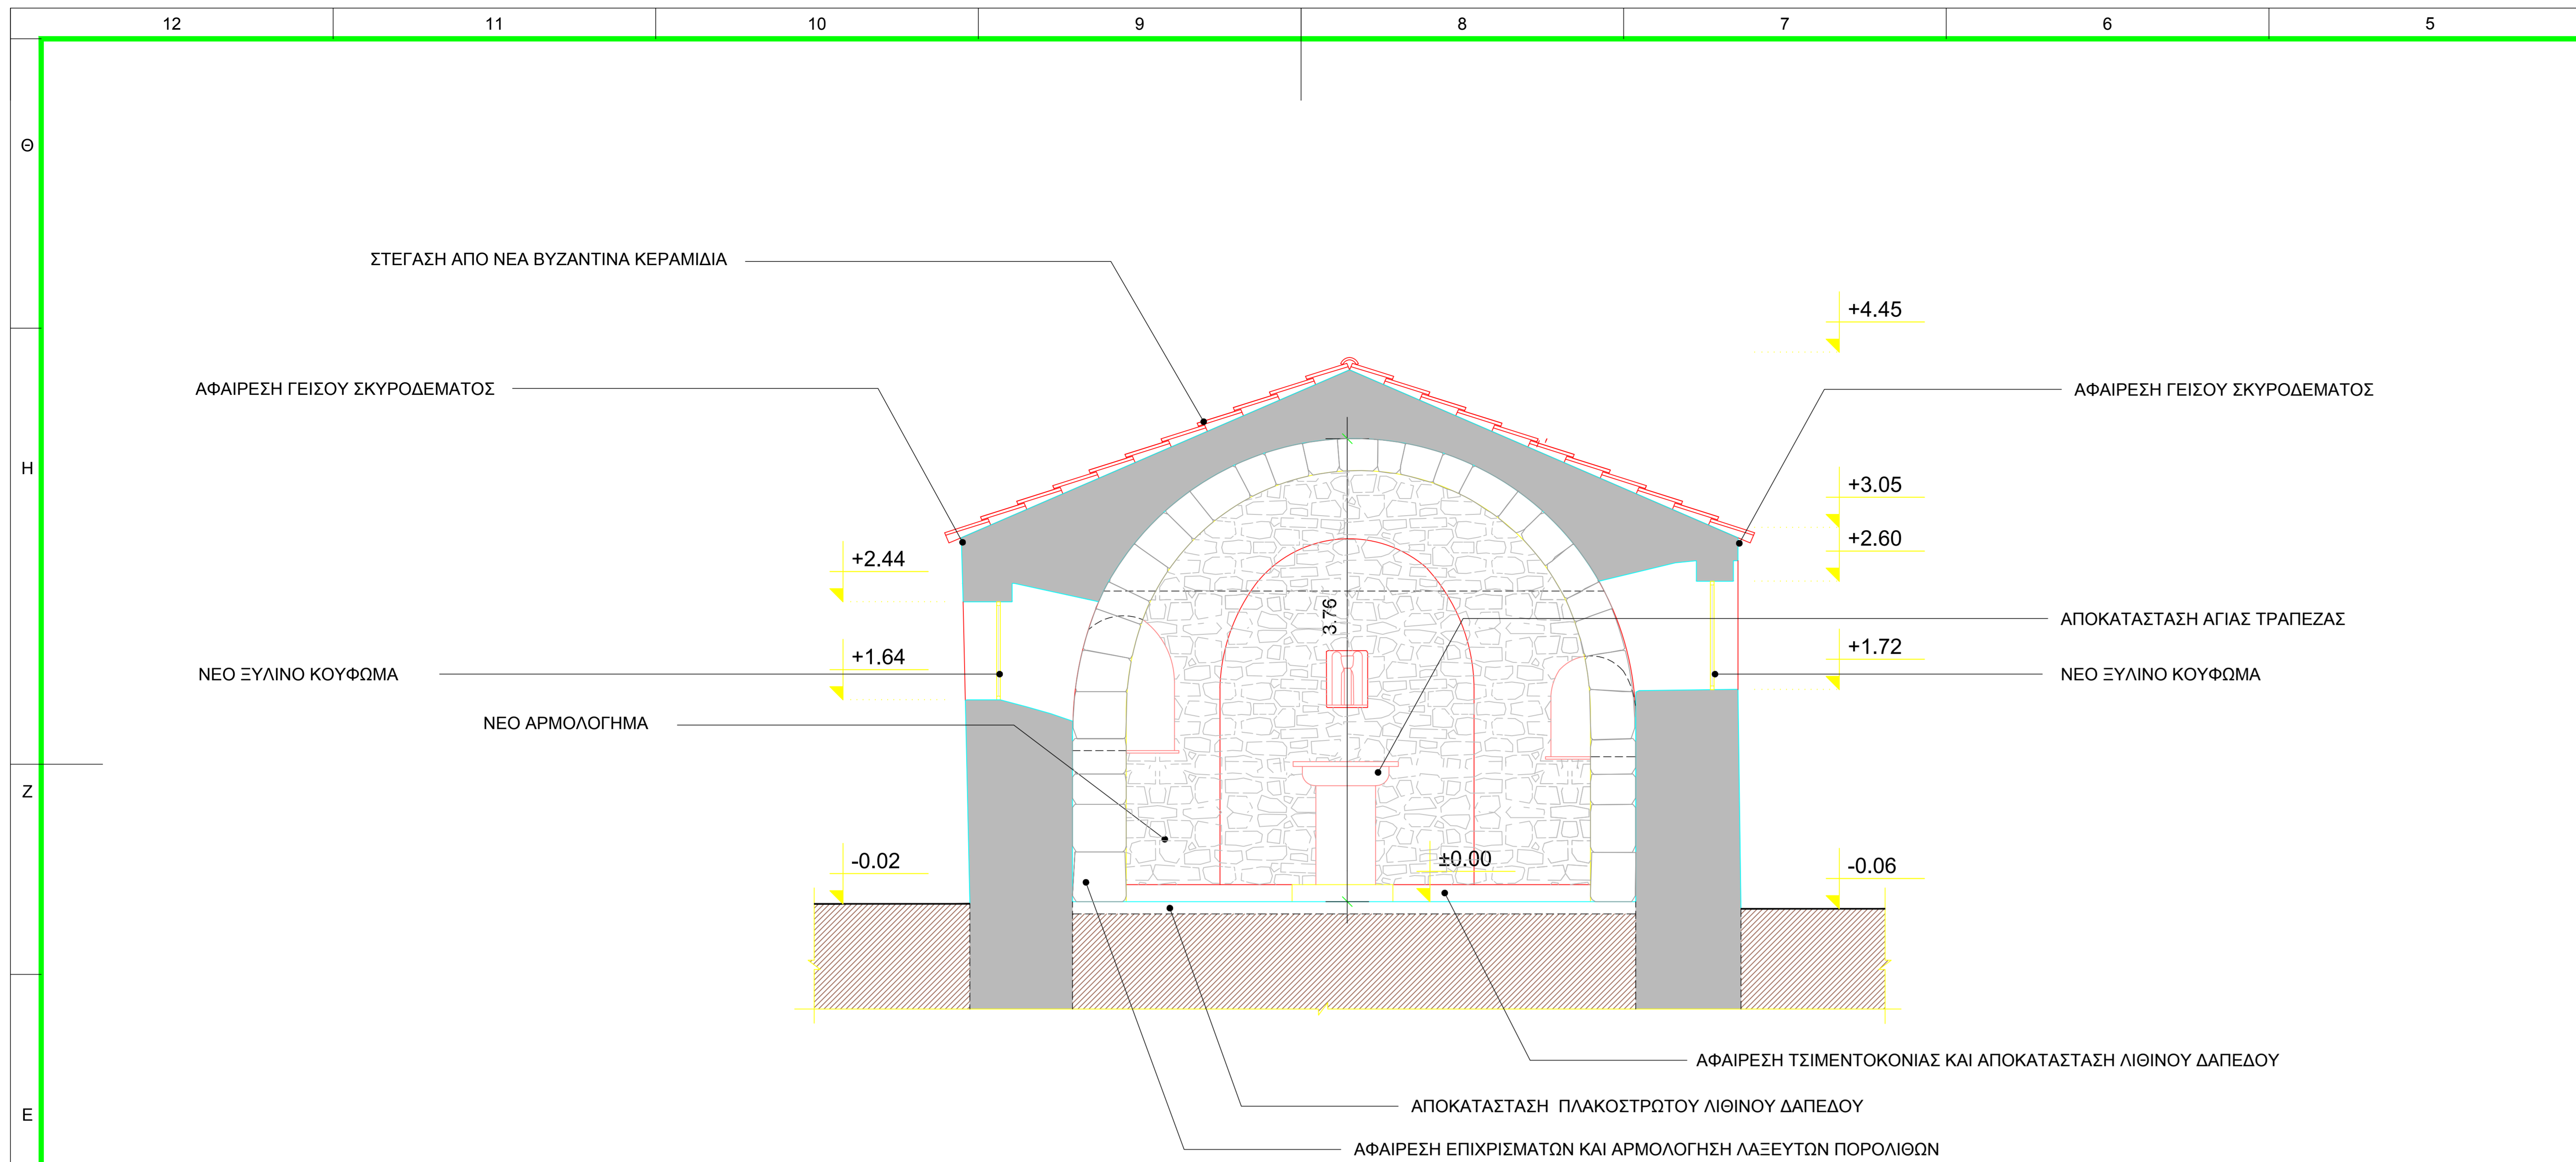 12 11 10 9 8 7 6 5
Θ
ΣΤΕΓΑΣΗ ΑΠΟ ΝΕΑ ΒΥΖΑΝΤΙΝΑ ΚΕΡΑΜΙΔΙΑ
+4.45
ΑΦΑΙΡΕΣΗ ΓΕΙΣΟΥ ΣΚΥΡΟΔΕΜΑΤΟΣ
ΑΦΑΙΡΕΣΗ ΓΕΙΣΟΥ ΣΚΥΡΟΔΕΜΑΤΟΣ
Η
+3.05
+2.60
+2.44
3.76
ΑΠΟΚΑΤΑΣΤΑΣΗ ΑΓΙΑΣ ΤΡΑΠΕΖΑΣ
+1.72
+1.64
ΝΕΟ ΞΥΛΙΝΟ ΚΟΥΦΩΜΑ
ΝΕΟ ΞΥΛΙΝΟ ΚΟΥΦΩΜΑ
ΝΕΟ ΑΡΜΟΛΟΓΗΜΑ
Ζ
-0.02
±0.00
-0.06
ΑΦΑΙΡΕΣΗ ΤΣΙΜΕΝΤΟΚΟΝΙΑΣ ΚΑΙ ΑΠΟΚΑΤΑΣΤΑΣΗ ΛΙΘΙΝΟΥ ΔΑΠΕΔΟΥ
ΑΠΟΚΑΤΑΣΤΑΣΗ ΠΛΑΚΟΣΤΡΩΤΟΥ ΛΙΘΙΝΟΥ ΔΑΠΕΔΟΥ
Ε
ΑΦΑΙΡΕΣΗ ΕΠΙΧΡΙΣΜΑΤΩΝ ΚΑΙ ΑΡΜΟΛΟΓΗΣΗ ΛΑΞΕΥΤΩΝ ΠΟΡΟΛΙΘΩΝ